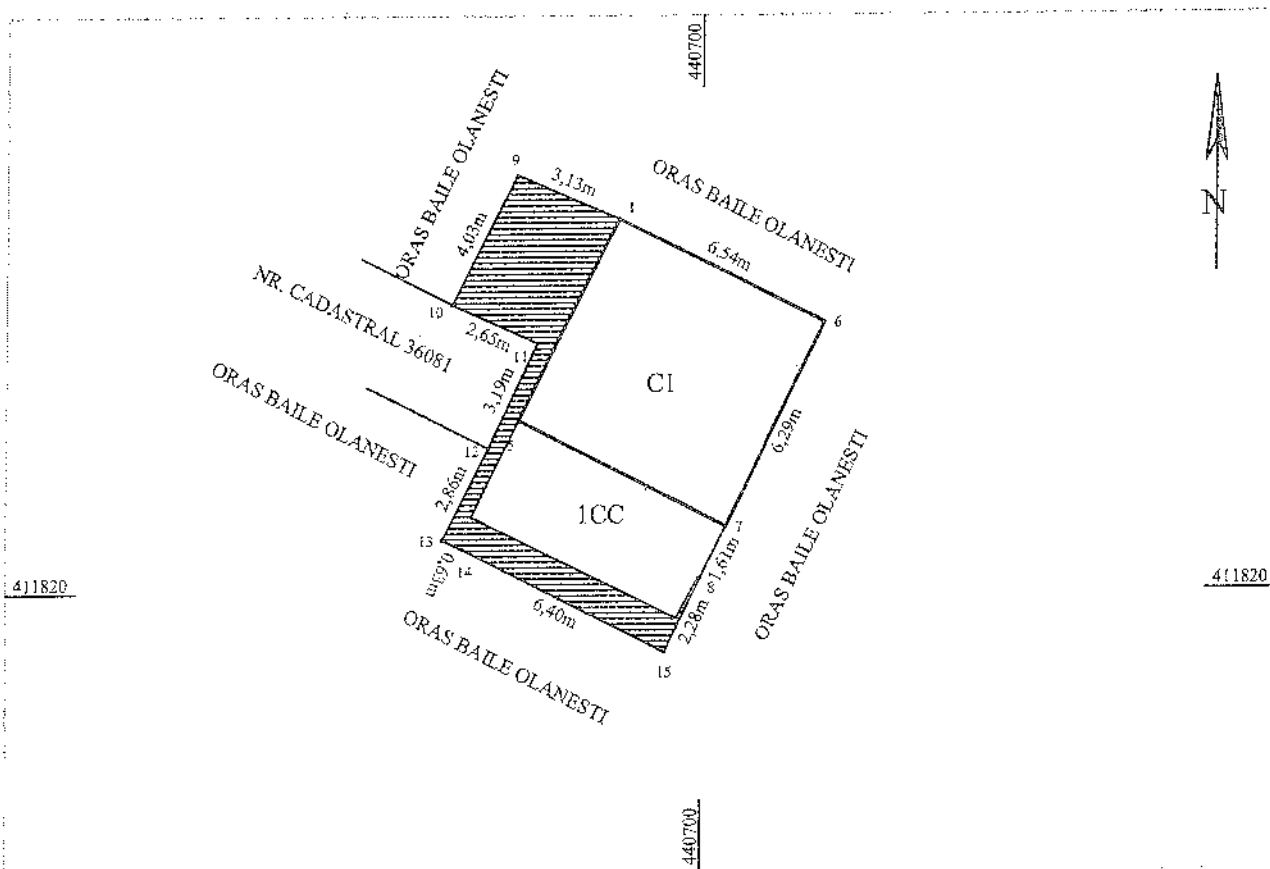 440700
N
ORAS BAILE OLANESTI
9
3,13m
ORAS BAILE OLANESTI
4,03m
6,54m
6
NR. CADASTRAL 36081
10
2,65m
11
C1
3,19m
6,29m
ORAS BAILE OLANESTI
12
2,86m
1CC
7
1,61m
ORAS BAILE OLANESTI
13
14
6,40m
2,28m
15
411820
411820
ORAS BAILE OLANESTI
440700